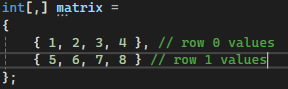 int[,] matrix =
{
    { 1, 2, 3, 4 }, // row 0 values
    { 5, 6, 7, 8 } // row 1 values
};